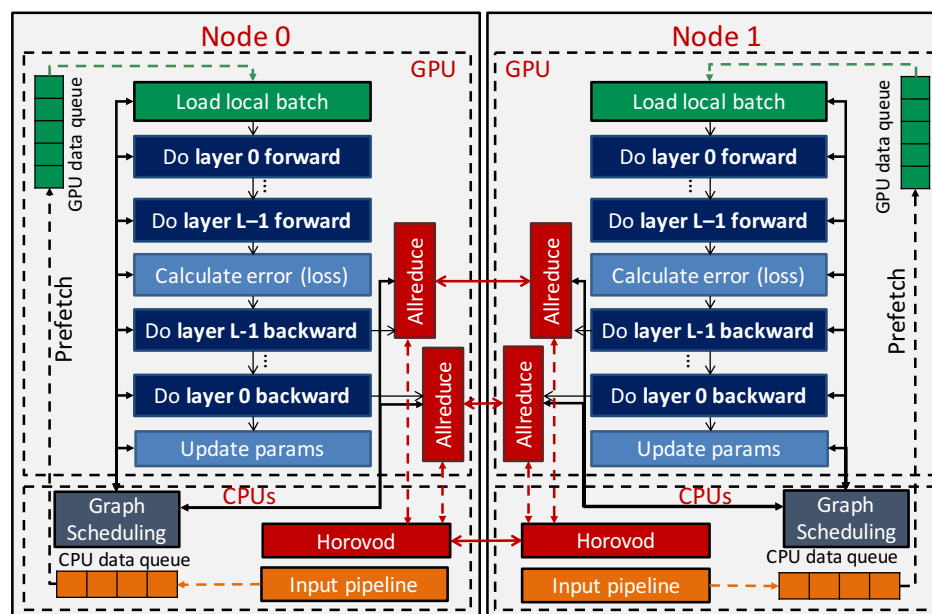 Node 0
GPU
GPU data queue
Load local batch
Do layer 0 forward
...
Do layer L–1 forward
Calculate error (loss)
Do layer L-1 backward
...
Do layer 0 backward
Update params
Allreduce
Allreduce
Prefetch
CPUs
Graph
Scheduling
Horovod
CPU data queue
Input pipeline
Node 1
GPU
GPU data queue
Load local batch
Do layer 0 forward
...
Do layer L–1 forward
Calculate error (loss)
Do layer L-1 backward
...
Do layer 0 backward
Update params
Allreduce
Allreduce
Prefetch
CPUs
Graph
Scheduling
Horovod
CPU data queue
Input pipeline